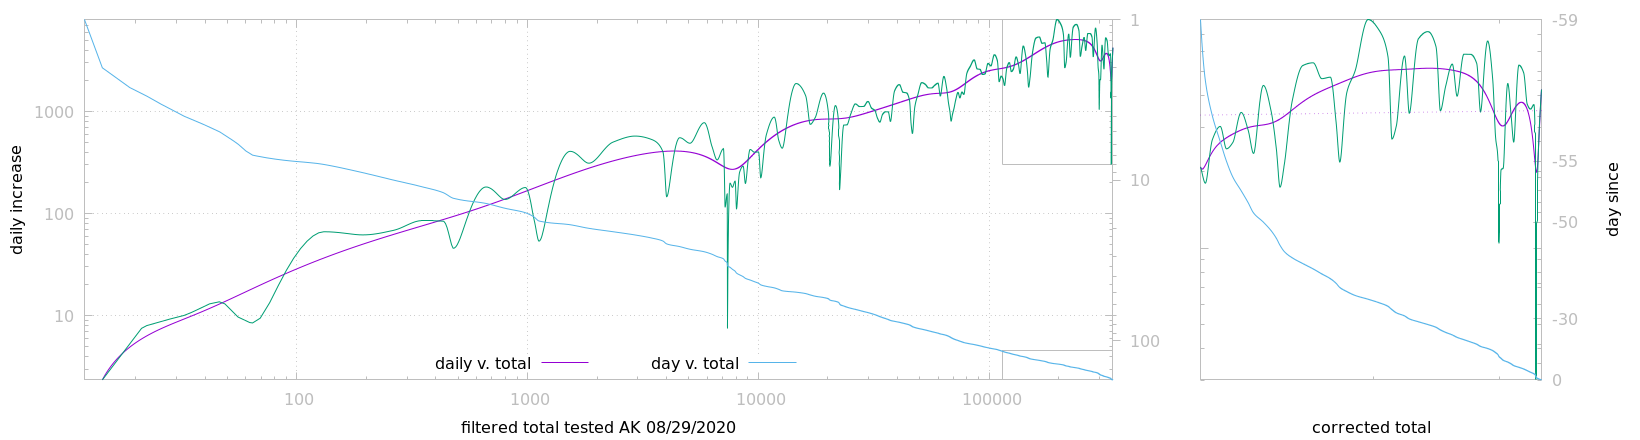 daily increase
1000
100
10
daily v. total
day v. total
100
1000
10000
100000
filtered total tested AK 08/29/2020
1
10
100
-59
-55
-50
-30
0
day since
corrected total